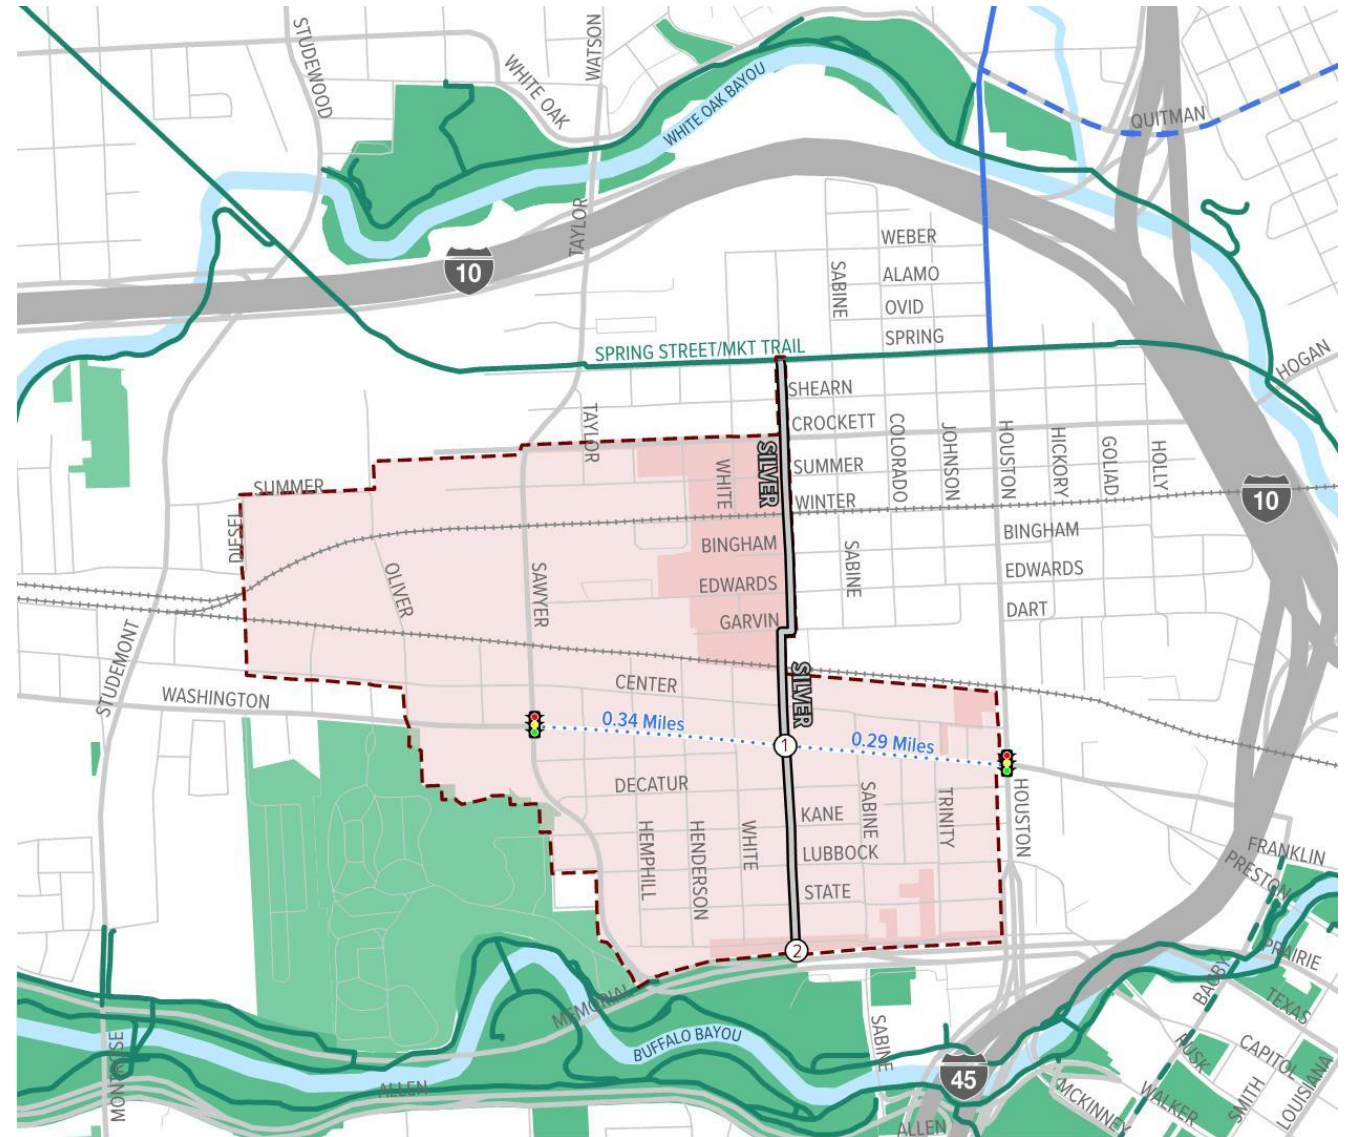 STUDEWOOD
WATSON
WHITE OAK
WHITE OAK BAYOU
QUITMAN
TAYLOR
10
WEBER
SABINE
ALAMO
OVID
SPRING
SPRING STREET/MKT TRAIL
HOGAN
SHEARN
TAYLOR
CROCKETT
COLORADO
JOHNSON
HOUSTON
HICKORY
GOLIAD
HOLLY
SILVER
WHITE
SUMMER
SUMMER
WINTER
10
DIESEL
BINGHAM
BINGHAM
OLIVER
SAWYER
SABINE
EDWARDS
EDWARDS
GARVIN
DART
STUDEMONT
WASHINGTON
CENTER
SILVER
0.34 Miles
1
0.29 Miles
DECATUR
KANE
SABINE
TRINITY
HOUSTON
HEMPHILL
HENDERSON
WHITE
LUBBOCK
STATE
FRANKLIN
PRESTON
2
PRAIRIE
BAGBY
TEXAS
MEMORIAL
BUFFALO BAYOU
SABINE
MONTROSE
ALLEN
45
RUSK
CAPITOL
LOUISIANA
SMITH
WALKER
MCKINNEY
ALLEN